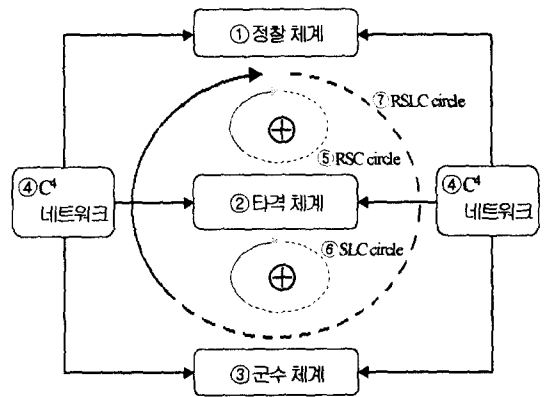 ①정찰 체계
⑦RSLC circle
⑤RSC circle
④C⁴
네트워크
②타격 체계
④C⁴
네트워크
⑥SLC circle
③군수 체계